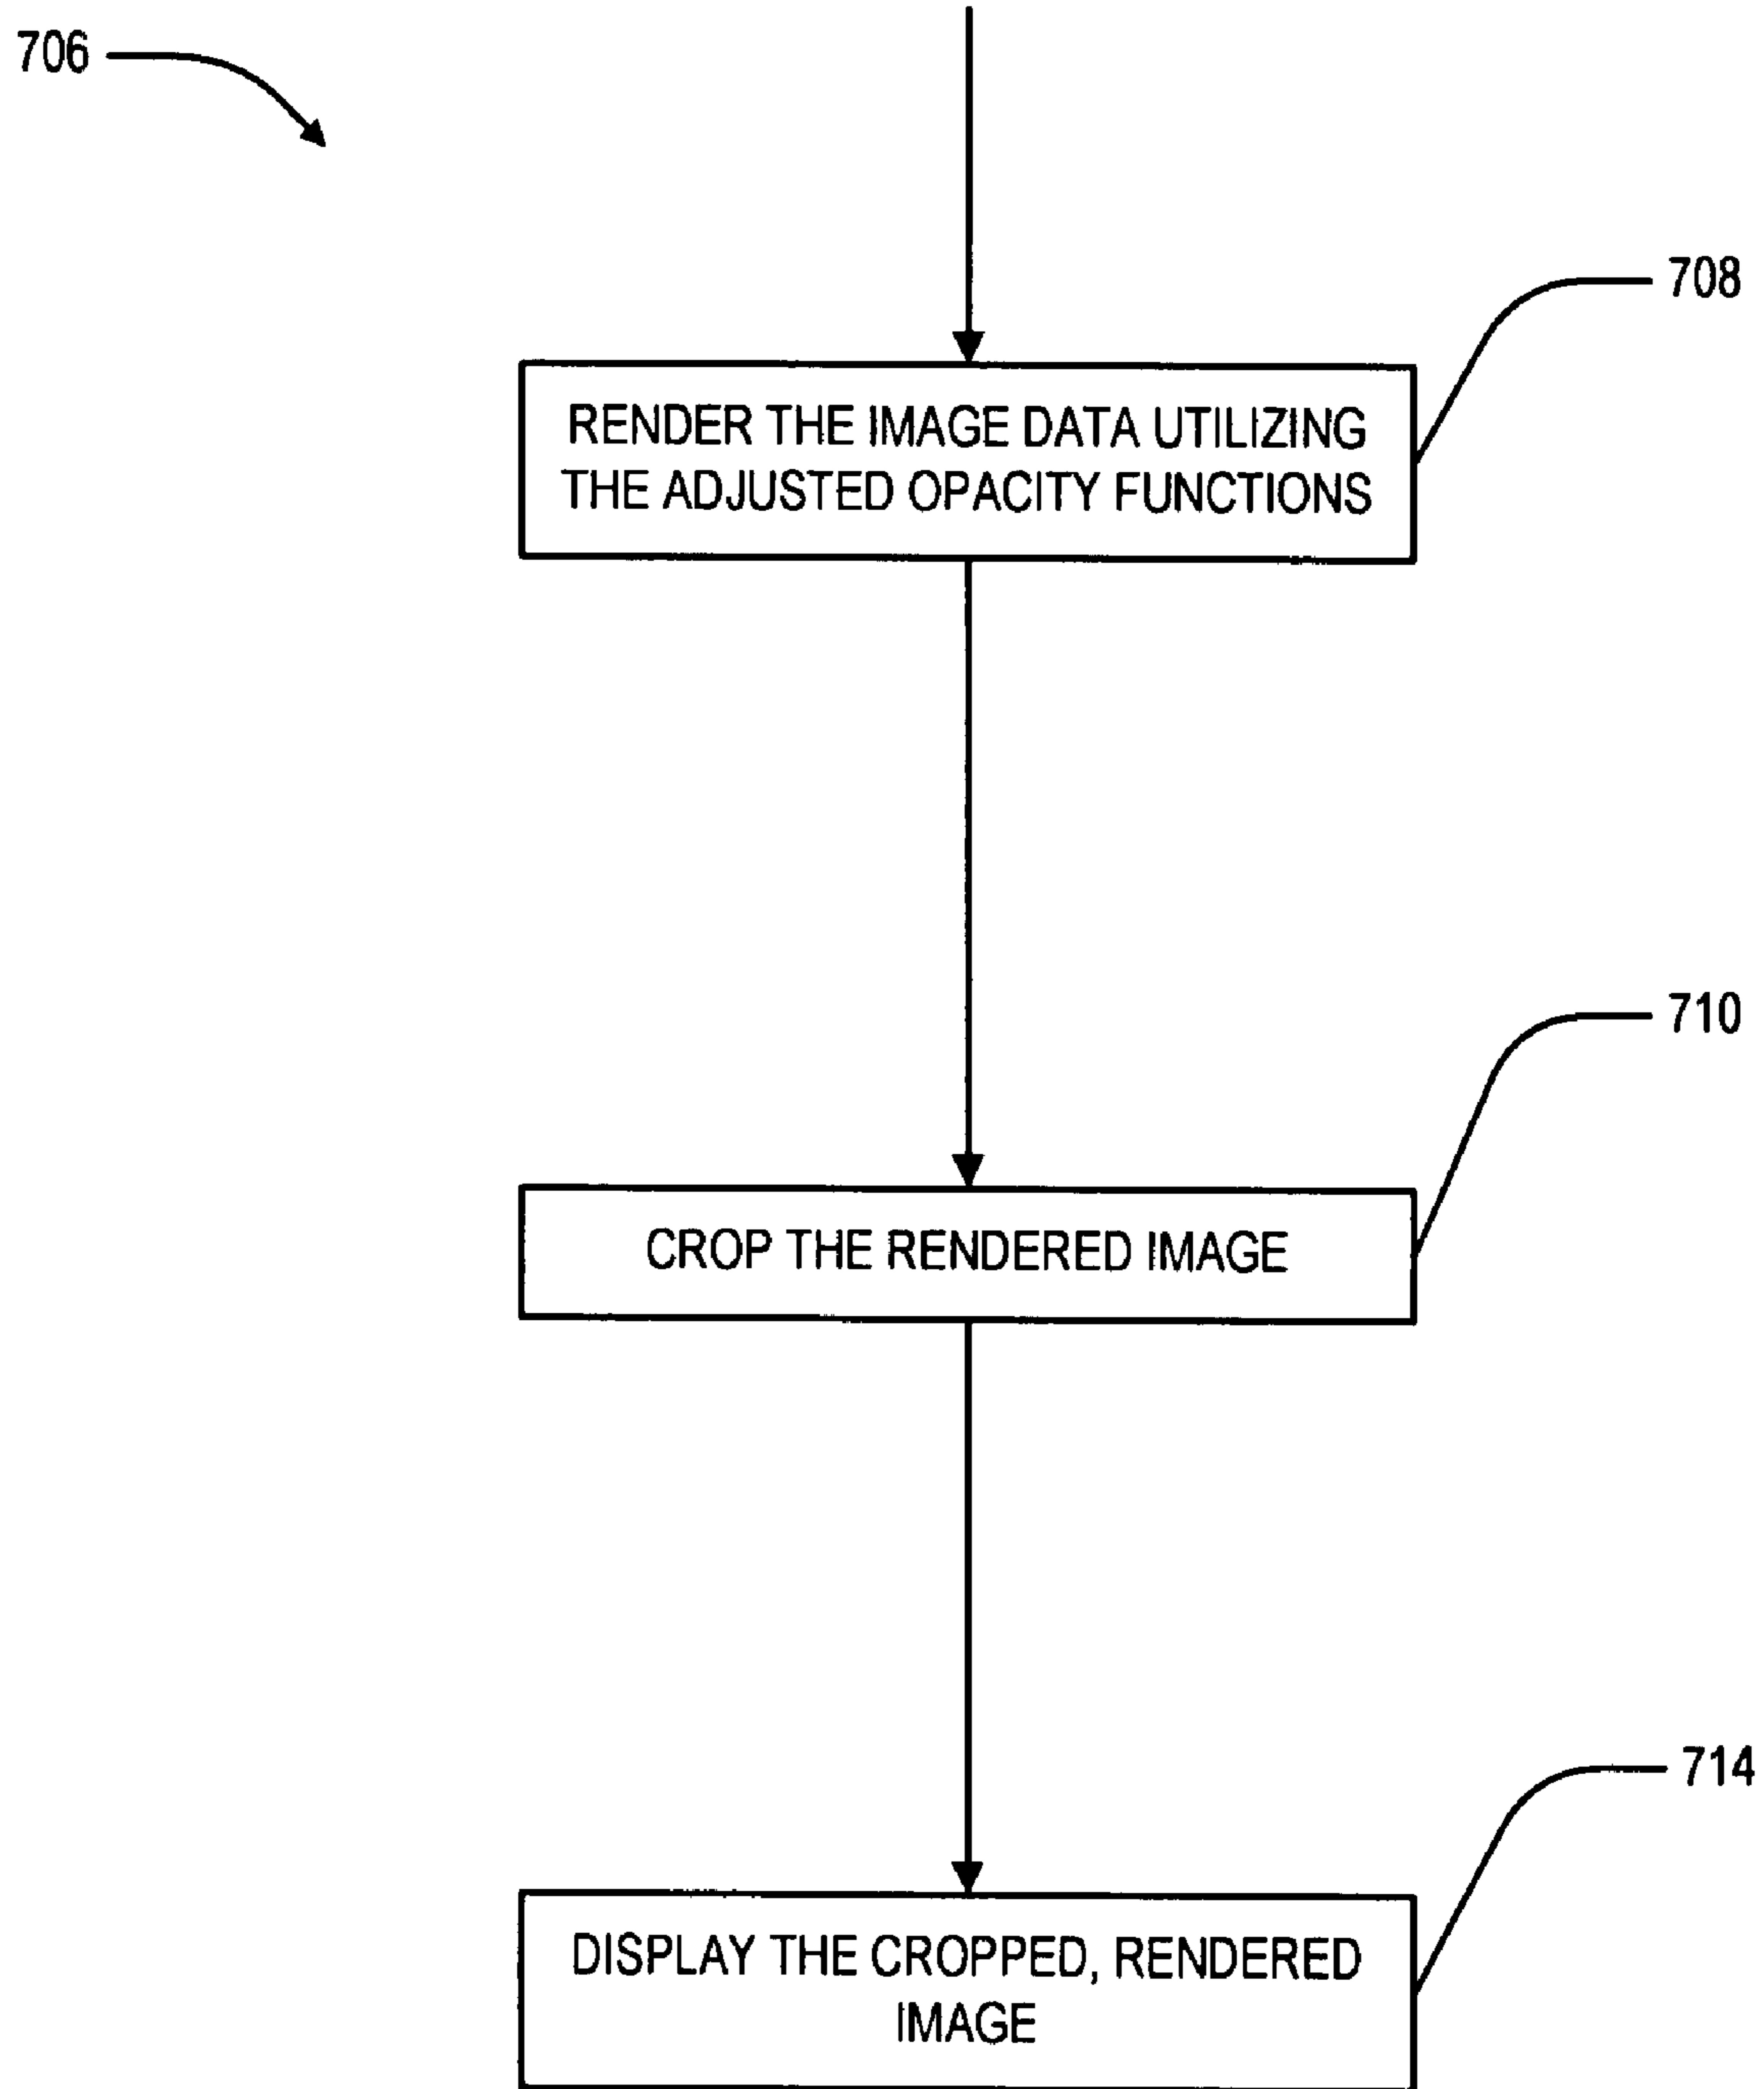 706
708
RENDER THE IMAGE DATA UTILIZING
THE ADJUSTED OPACITY FUNCTIONS
710
CROP THE RENDERED IMAGE
714
DISPLAY THE CROPPED, RENDERED
IMAGE